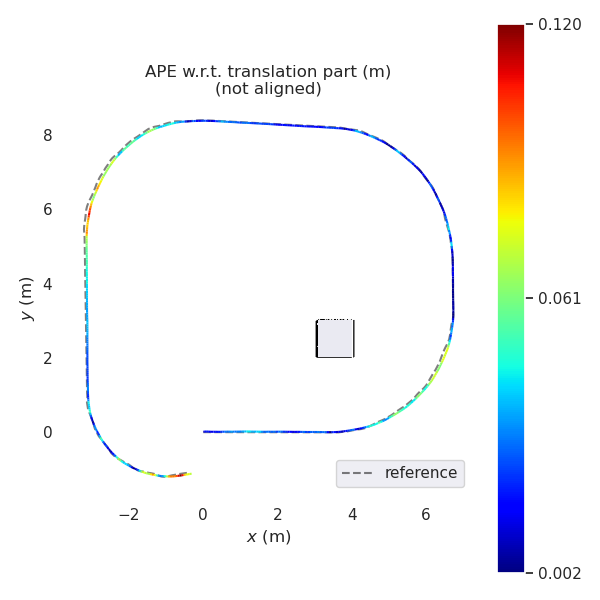 APE w.r.t. translation part (m)
(not aligned)
0.120
0.061
0.002
8
6
4
2
0
y (m)
−2 0 2 4 6
x (m)
reference